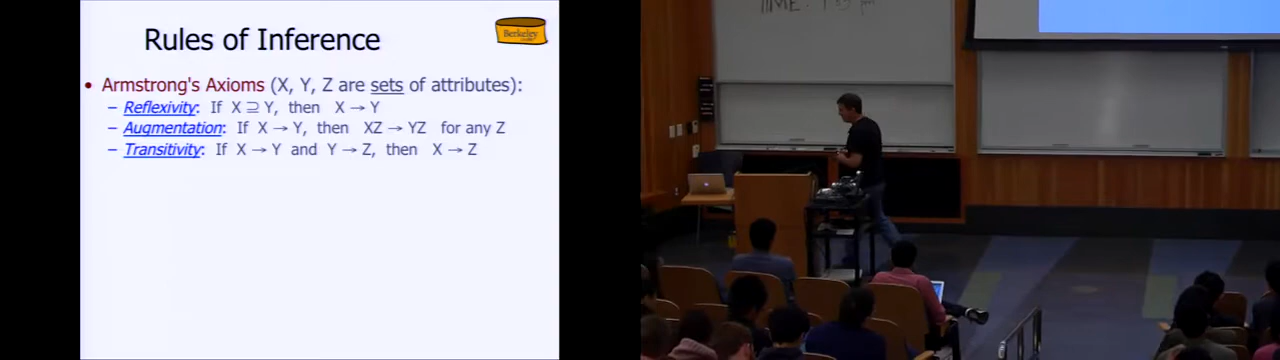 Rules of Inference
Berkeley
• Armstrong's Axioms (X, Y, Z are sets of attributes):
– Reflexivity: If X ⊇ Y, then X → Y
– Augmentation: If X → Y, then XZ → YZ for any Z
– Transitivity: If X → Y and Y → Z, then X → Z
TIME: